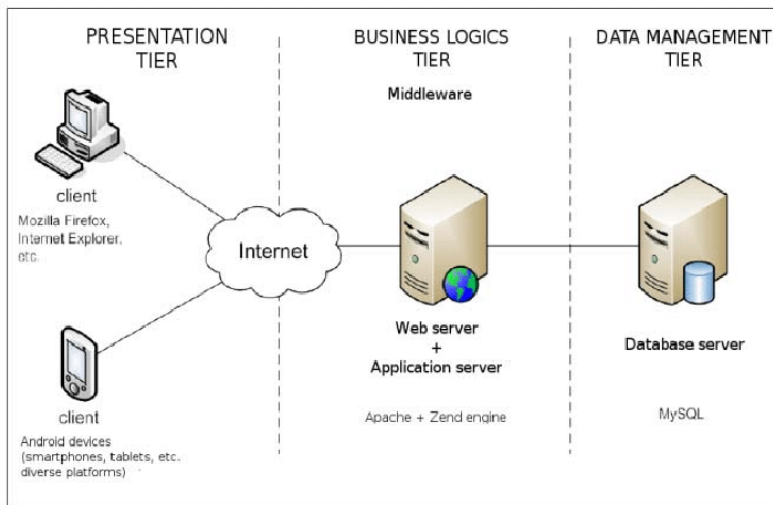 PRESENTATION
TIER
BUSINESS LOGICS
TIER
Middleware
DATA MANAGEMENT
TIER
client
Mozilla Firefox,
Internet Explorer,
etc.
Internet
client
Android devices
(smartphones, tablets, etc.
diverse platforms)
Web server
+
Application server
Apache + Zend engine
Database server
MySQL